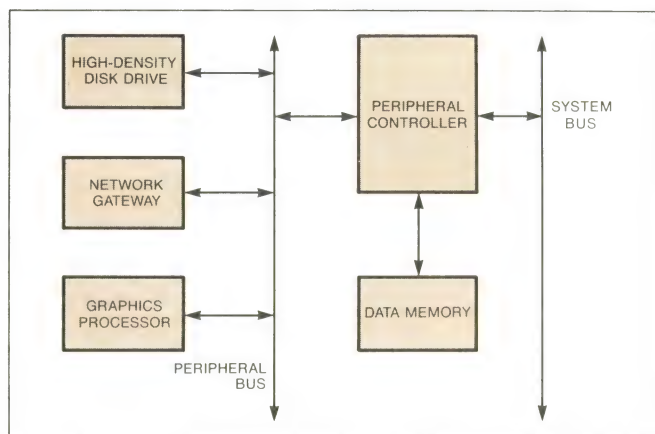 HIGH-DENSITY
DISK DRIVE
NETWORK
GATEWAY
GRAPHICS
PROCESSOR
PERIPHERAL
BUS
PERIPHERAL
CONTROLLER
DATA MEMORY
SYSTEM
BUS